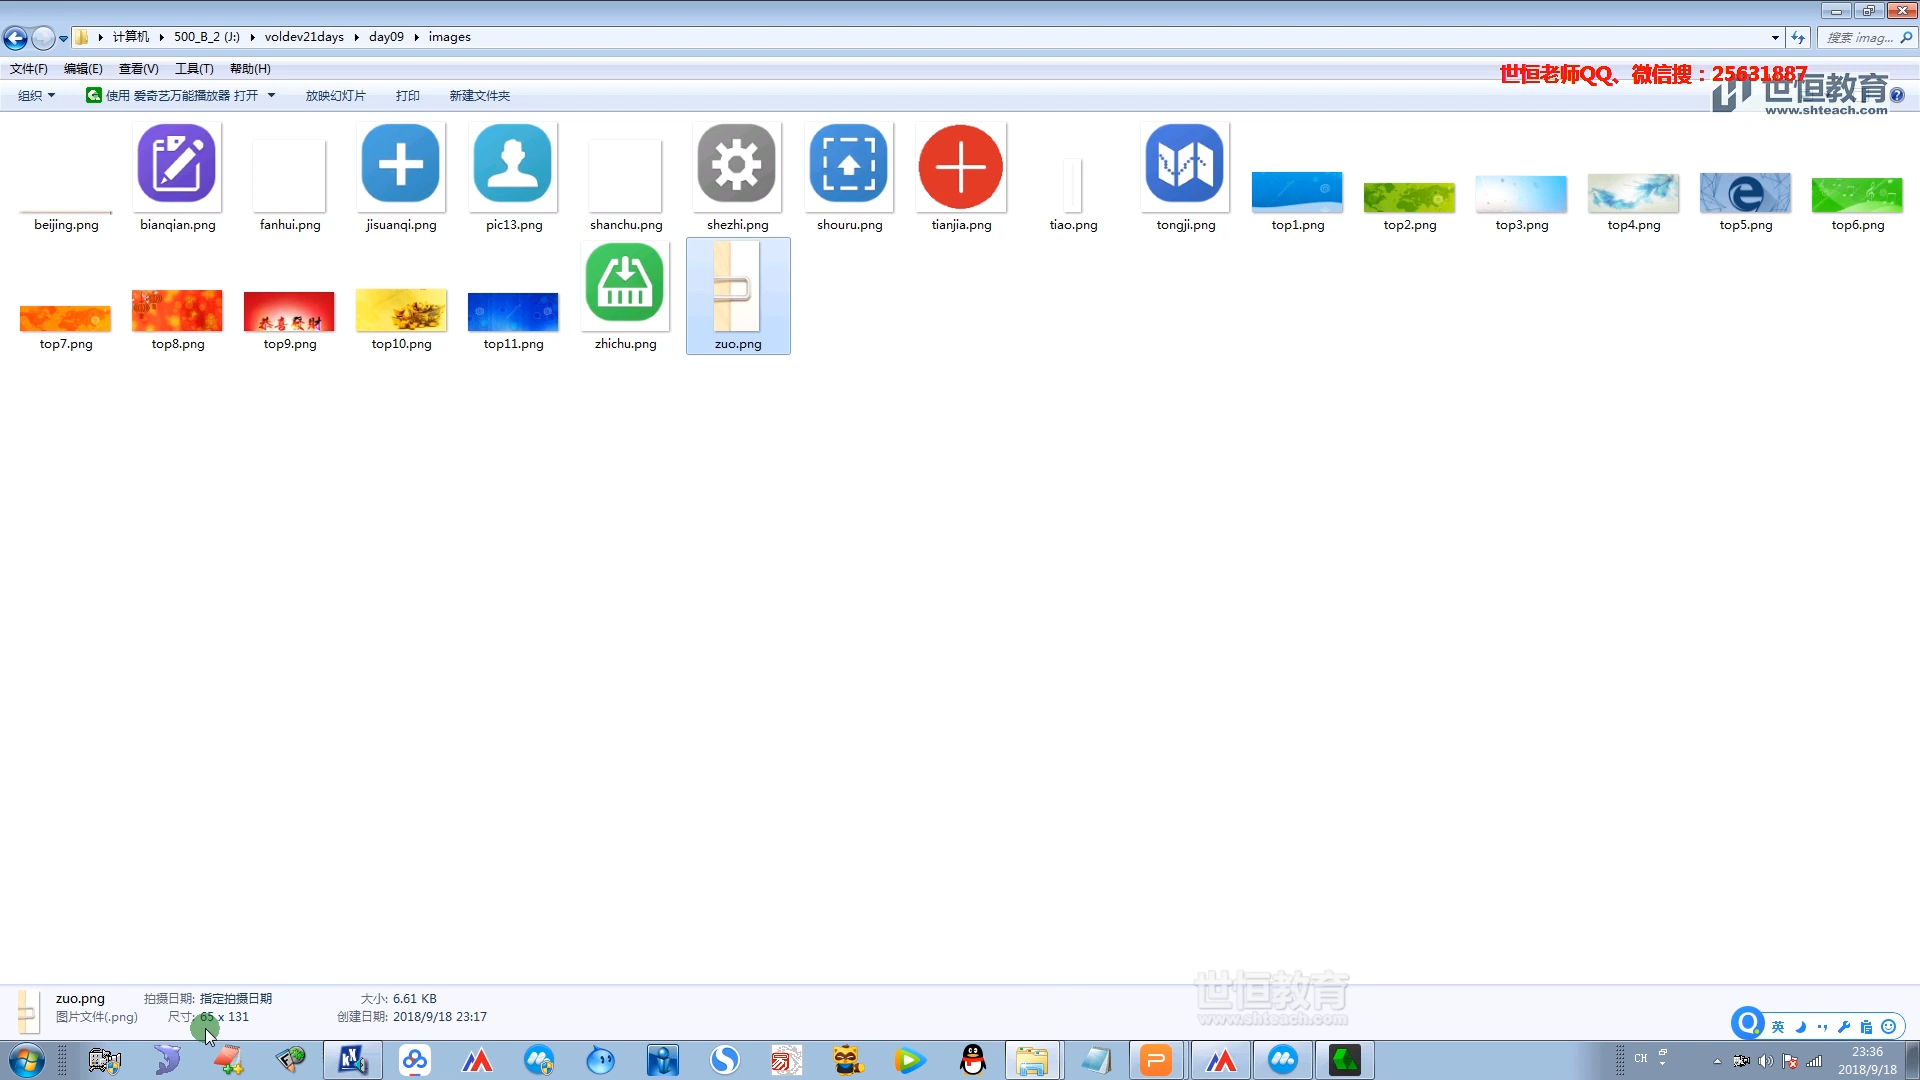 计算机 500_B_2 (J:) voldev21days day09 images
搜索 imag...
文件(F) 编辑(E) 查看(V) 工具(T) 帮助(H)
世恒老师QQ、微信搜：25631887
组织 使用 爱奇艺万能播放器 打开 放映幻灯片 打印 新建文件夹
世恒教育
www.shteach.com
beijing.png bianqian.png fanhui.png jisuanqi.png pic13.png shanchu.png shezhi.png shouru.png tianjia.png tiao.png tongji.png top1.png top2.png top3.png top4.png top5.png top6.png
恭喜發財
top7.png top8.png top9.png top10.png top11.png zhichu.png zuo.png
世恒教育
www.shteach.com
zuo.png 拍摄日期: 指定拍摄日期 大小: 6.61 KB
图片文件(.png) 尺寸: 65 x 131 创建日期: 2018/9/18 23:17
英
CH
23:36
2018/9/18